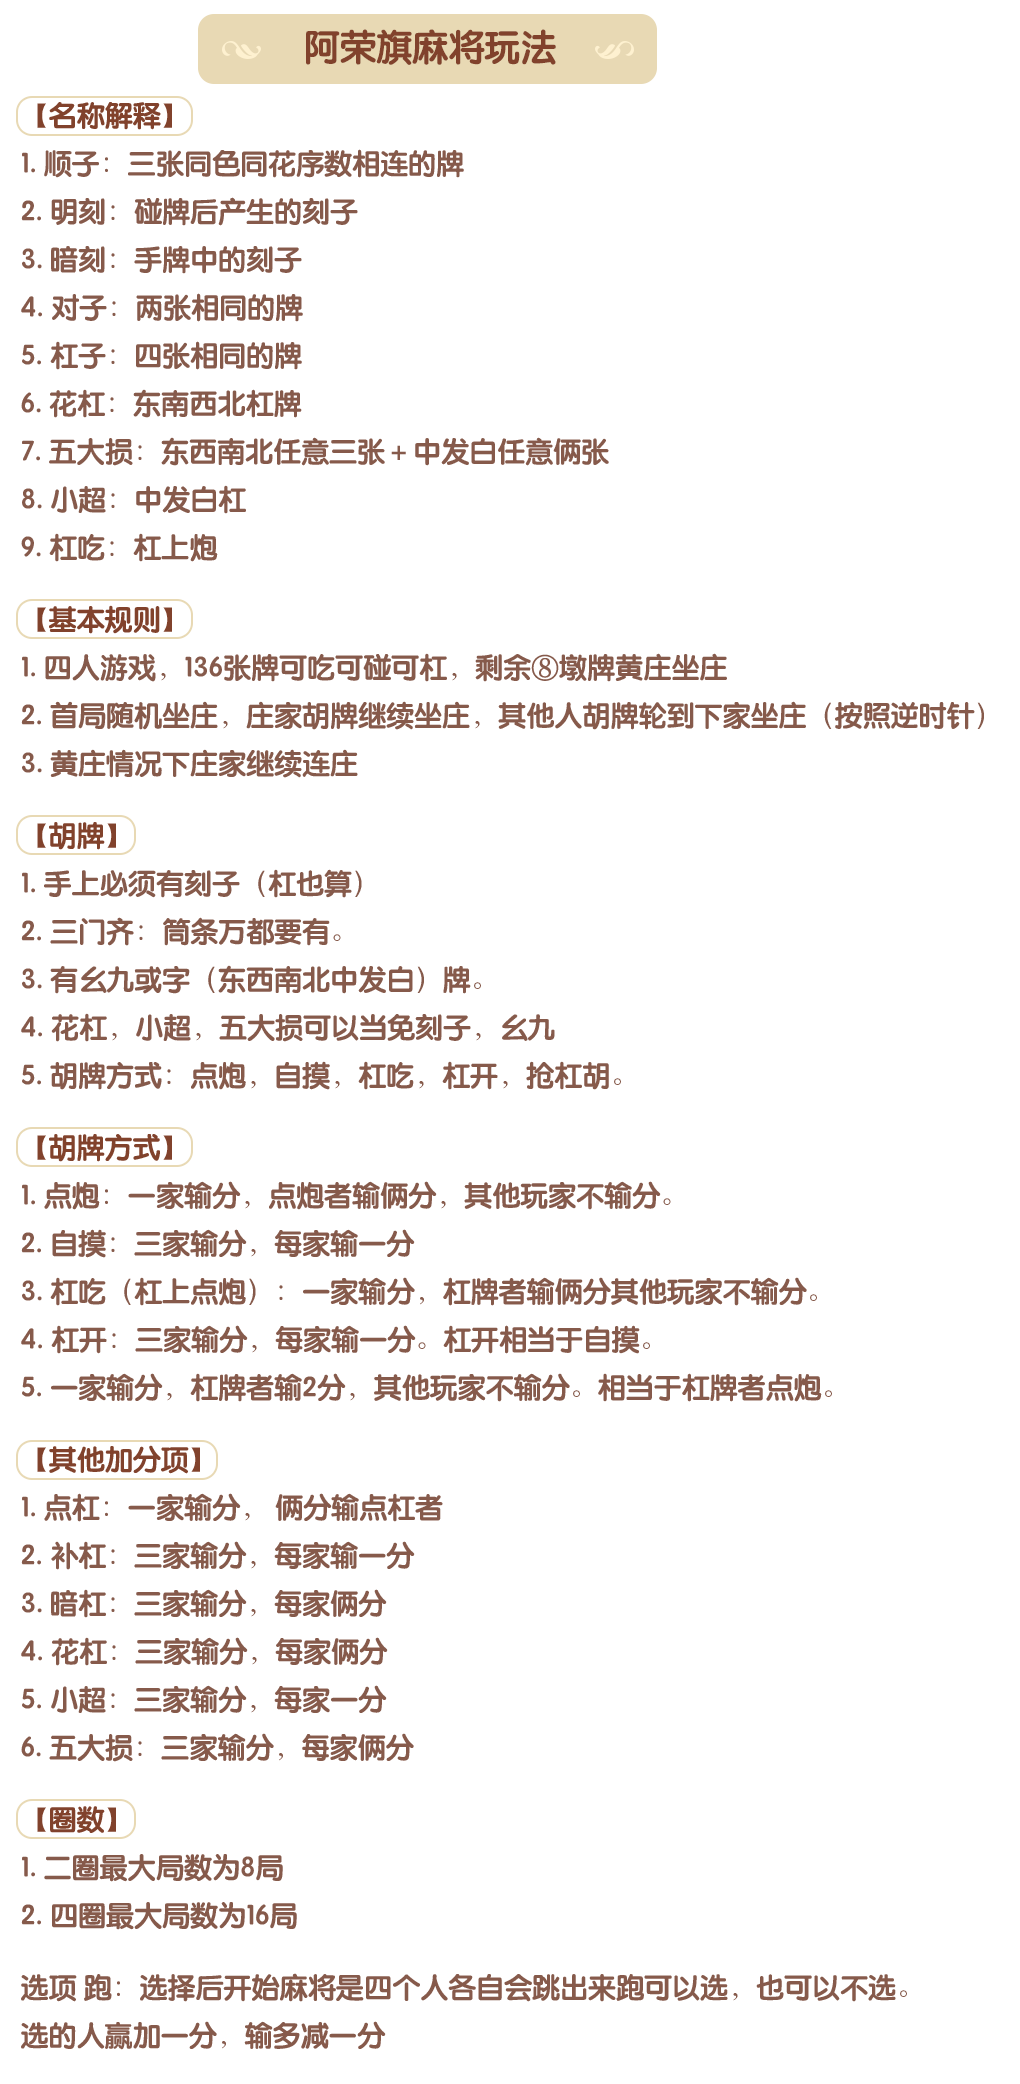 阿荣旗麻将玩法
【名称解释】
1. 顺子：三张同色同花序数相连的牌
2. 明刻：碰牌后产生的刻子
3. 暗刻：手牌中的刻子
4. 对子：两张相同的牌
5. 杠子：四张相同的牌
6. 花杠：东南西北杠牌
7. 五大损：东西南北任意三张 + 中发白任意俩张
8. 小超：中发白杠
9. 杠吃：杠上炮
【基本规则】
1. 四人游戏，136张牌可吃可碰可杠，剩余⑧墩牌黄庄坐庄
2. 首局随机坐庄，庄家胡牌继续坐庄，其他人胡牌轮到下家坐庄（按照逆时针）
3. 黄庄情况下庄家继续连庄
【胡牌】
1. 手上必须有刻子（杠也算）
2. 三门齐：筒条万都要有。
3. 有幺九或字（东西南北中发白）牌。
4. 花杠，小超，五大损可以当免刻子，幺九
5. 胡牌方式：点炮，自摸，杠吃，杠开，抢杠胡。
【胡牌方式】
1. 点炮：一家输分，点炮者输俩分，其他玩家不输分。
2. 自摸：三家输分，每家输一分
3. 杠吃（杠上点炮）：一家输分，杠牌者输俩分其他玩家不输分。
4. 杠开：三家输分，每家输一分。杠开相当于自摸。
5. 一家输分，杠牌者输2分，其他玩家不输分。相当于杠牌者点炮。
【其他加分项】
1. 点杠：一家输分， 俩分输点杠者
2. 补杠：三家输分，每家输一分
3. 暗杠：三家输分，每家俩分
4. 花杠：三家输分，每家俩分
5. 小超：三家输分，每家一分
6. 五大损：三家输分，每家俩分
【圈数】
1. 二圈最大局数为8局
2. 四圈最大局数为16局
选项 跑：选择后开始麻将是四个人各自会跳出来跑可以选，也可以不选。
选的人赢加一分，输多减一分